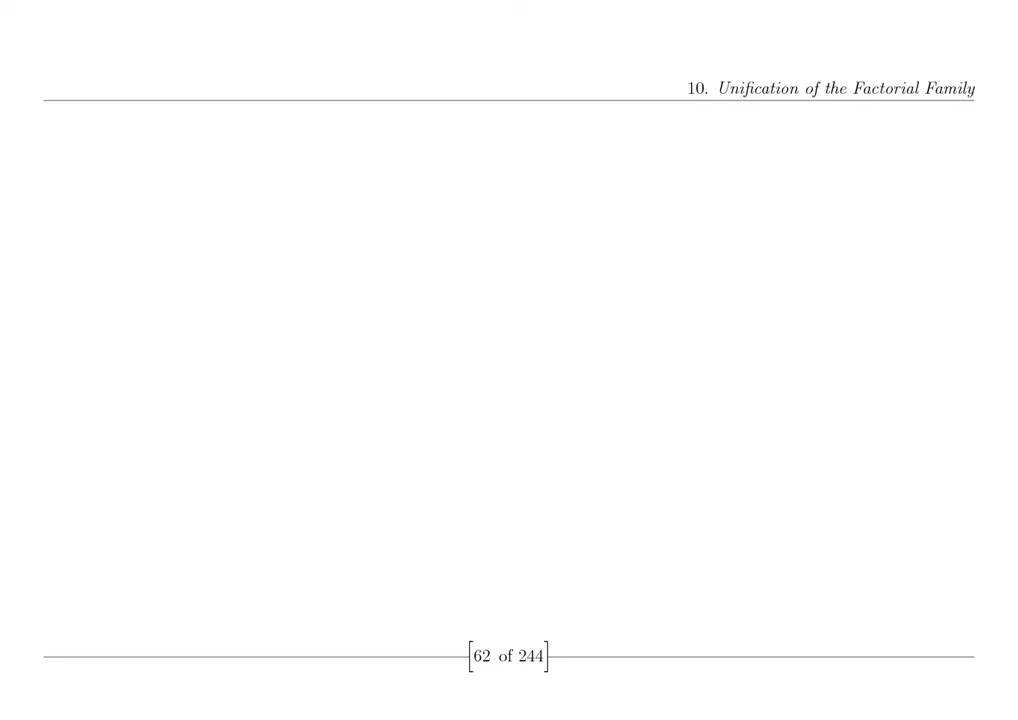 10. Unification of the Factorial Family
[62 of 244]